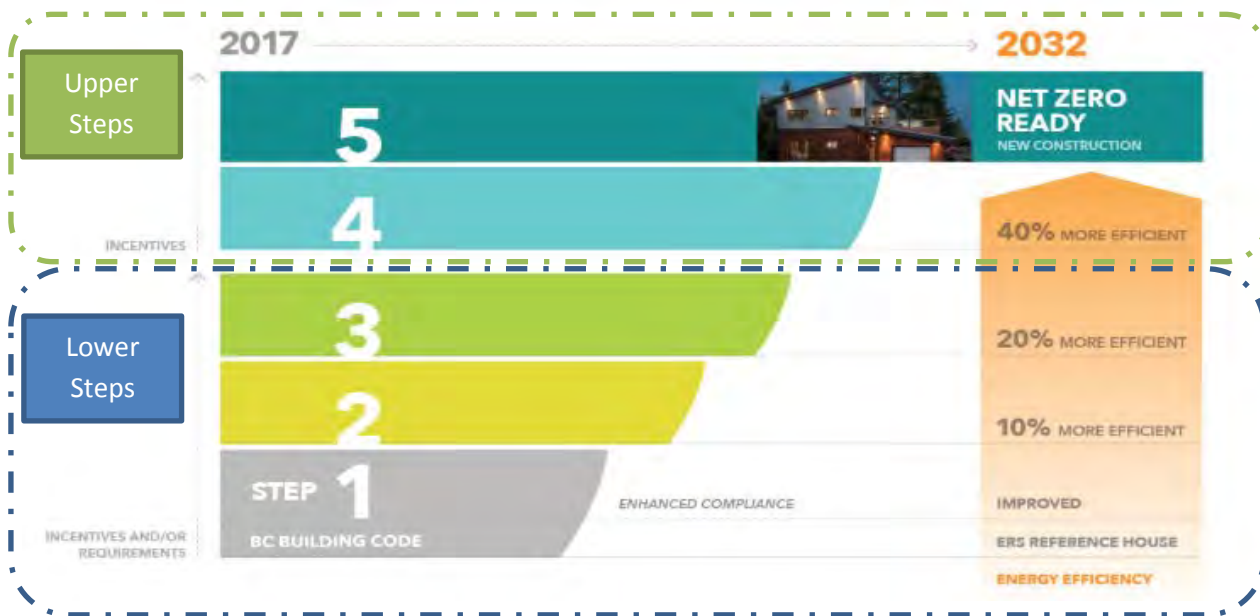 2017
2032
Upper
Steps
5
NET ZERO
READY
NEW CONSTRUCTION
4
40% MORE EFFICIENT
INCENTIVES
Lower
Steps
3
20% MORE EFFICIENT
2
10% MORE EFFICIENT
STEP 1
ENHANCED COMPLIANCE
IMPROVED
INCENTIVES AND/OR
REQUIREMENTS
BC BUILDING CODE
ERS REFERENCE HOUSE
ENERGY EFFICIENCY